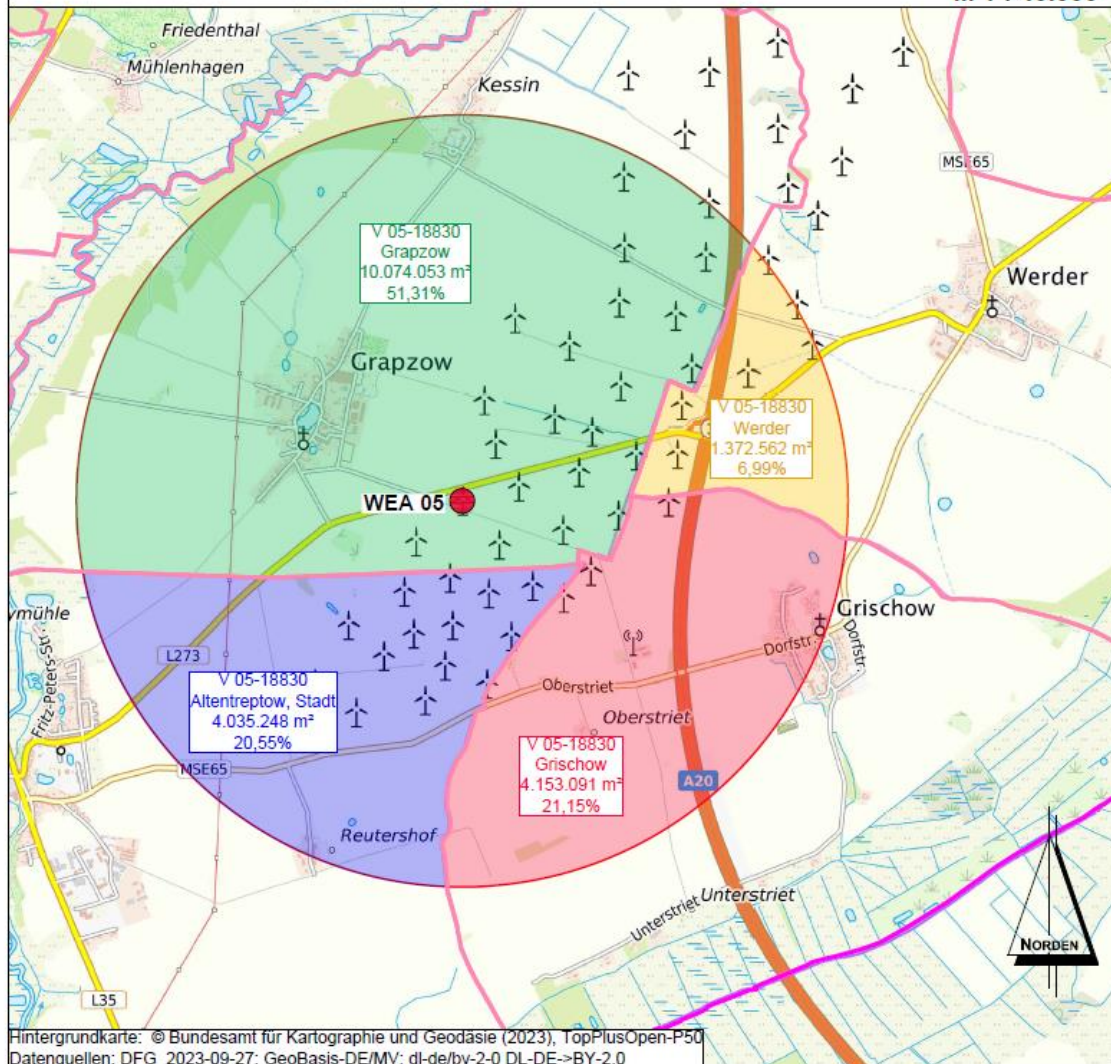 Friedenthal
Mühlenhagen
Kessin
MSE65
V 05-18830
Grapzow
10.074.053 m²
51,31%
Werder
Grapzow
V 05-18830
Werder
1.372.562 m²
6,99%
WEA 05
Grischow
Dorfstr.
Dorfstr.
ymühle
Fritz-Peters-Str.
L273
V 05-18830
Altentreptow, Stadt
4.035.248 m²
20,55%
Oberstriet
Oberstriet
V 05-18830
Grischow
4.153.091 m²
21,15%
MSE65
A20
Reutershof
Unterstriet
Unterstriet
NORDEN
L35
Hintergrundkarte: © Bundesamt für Kartographie und Geodäsie (2023), TopPlusOpen-P50
Datenquellen: DFG 2023-09-27; GeoBasis-DE/MV; dl-de/by-2-0 DL-DE->BY-2.0